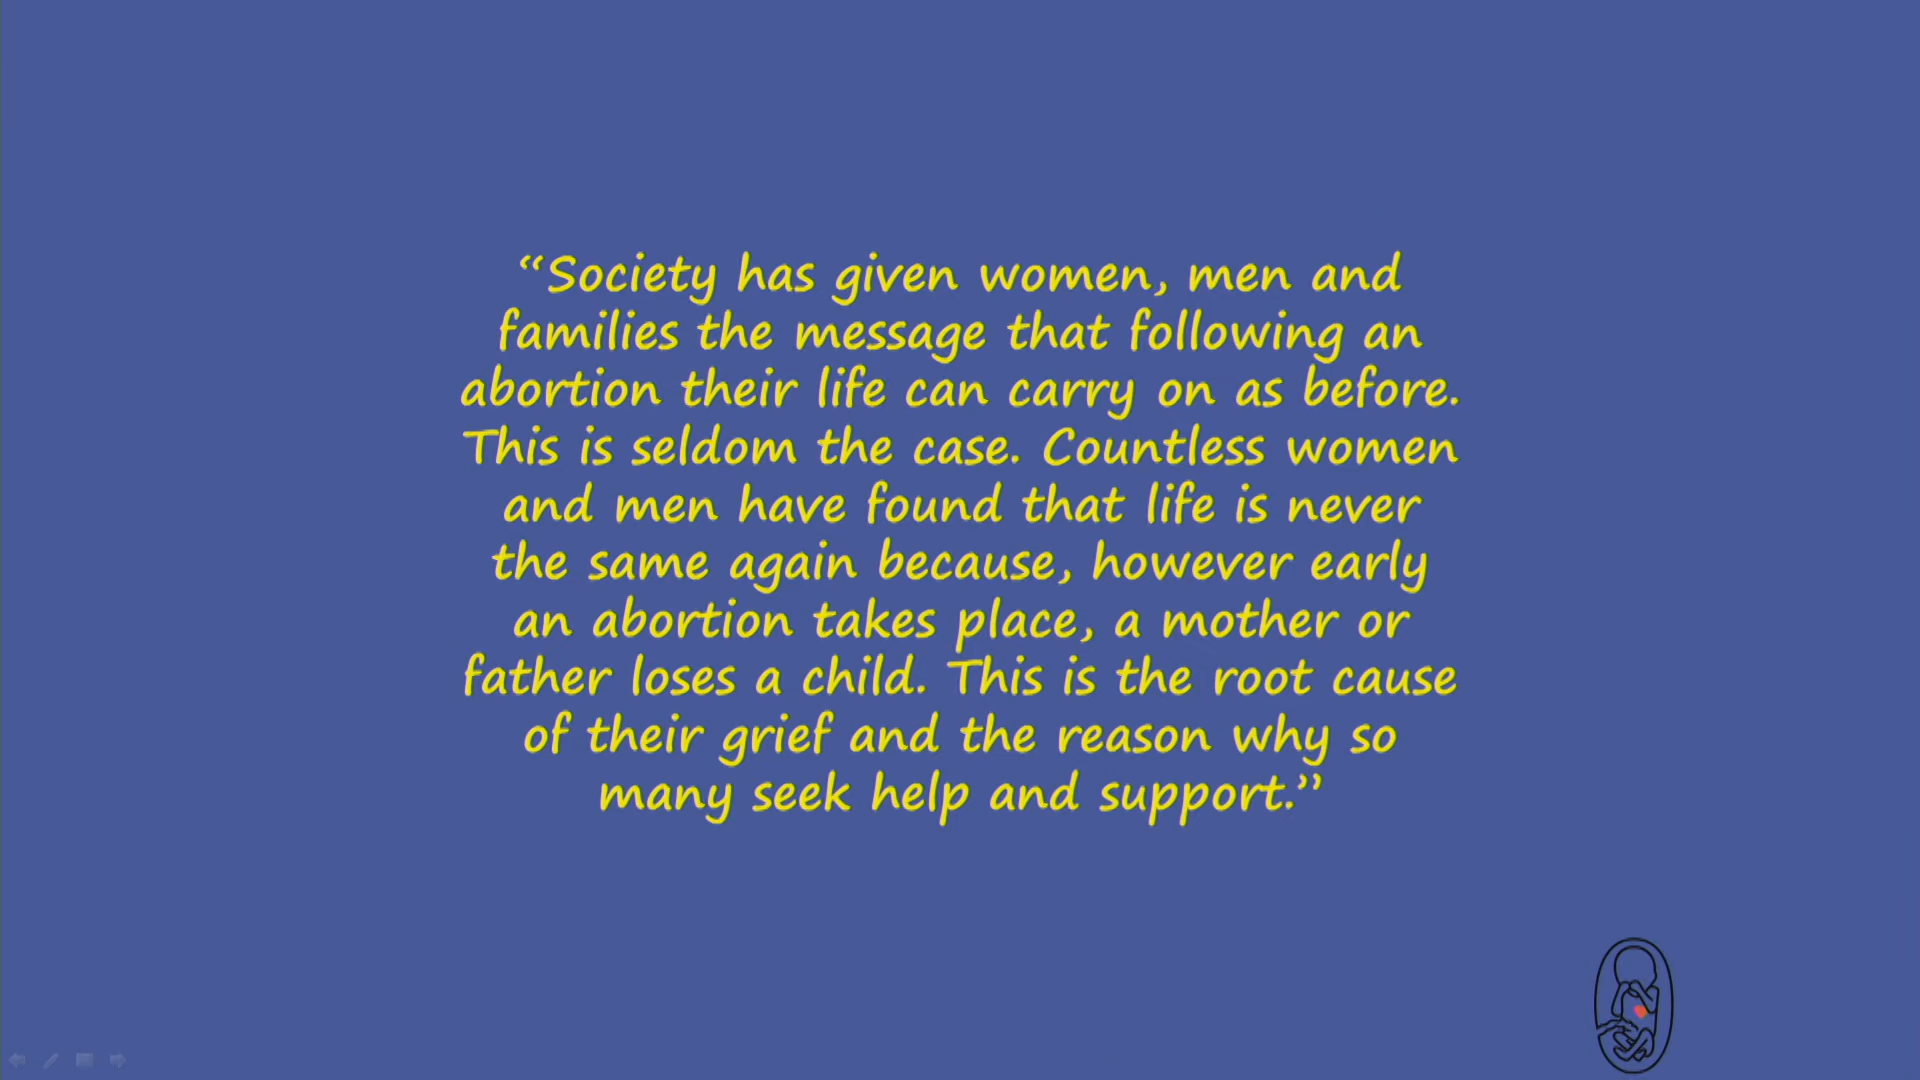 “Society has given women, men and
families the message that following an
abortion their life can carry on as before.
This is seldom the case. Countless women
and men have found that life is never
the same again because, however early
an abortion takes place, a mother or
father loses a child. This is the root cause
of their grief and the reason why so
many seek help and support.”